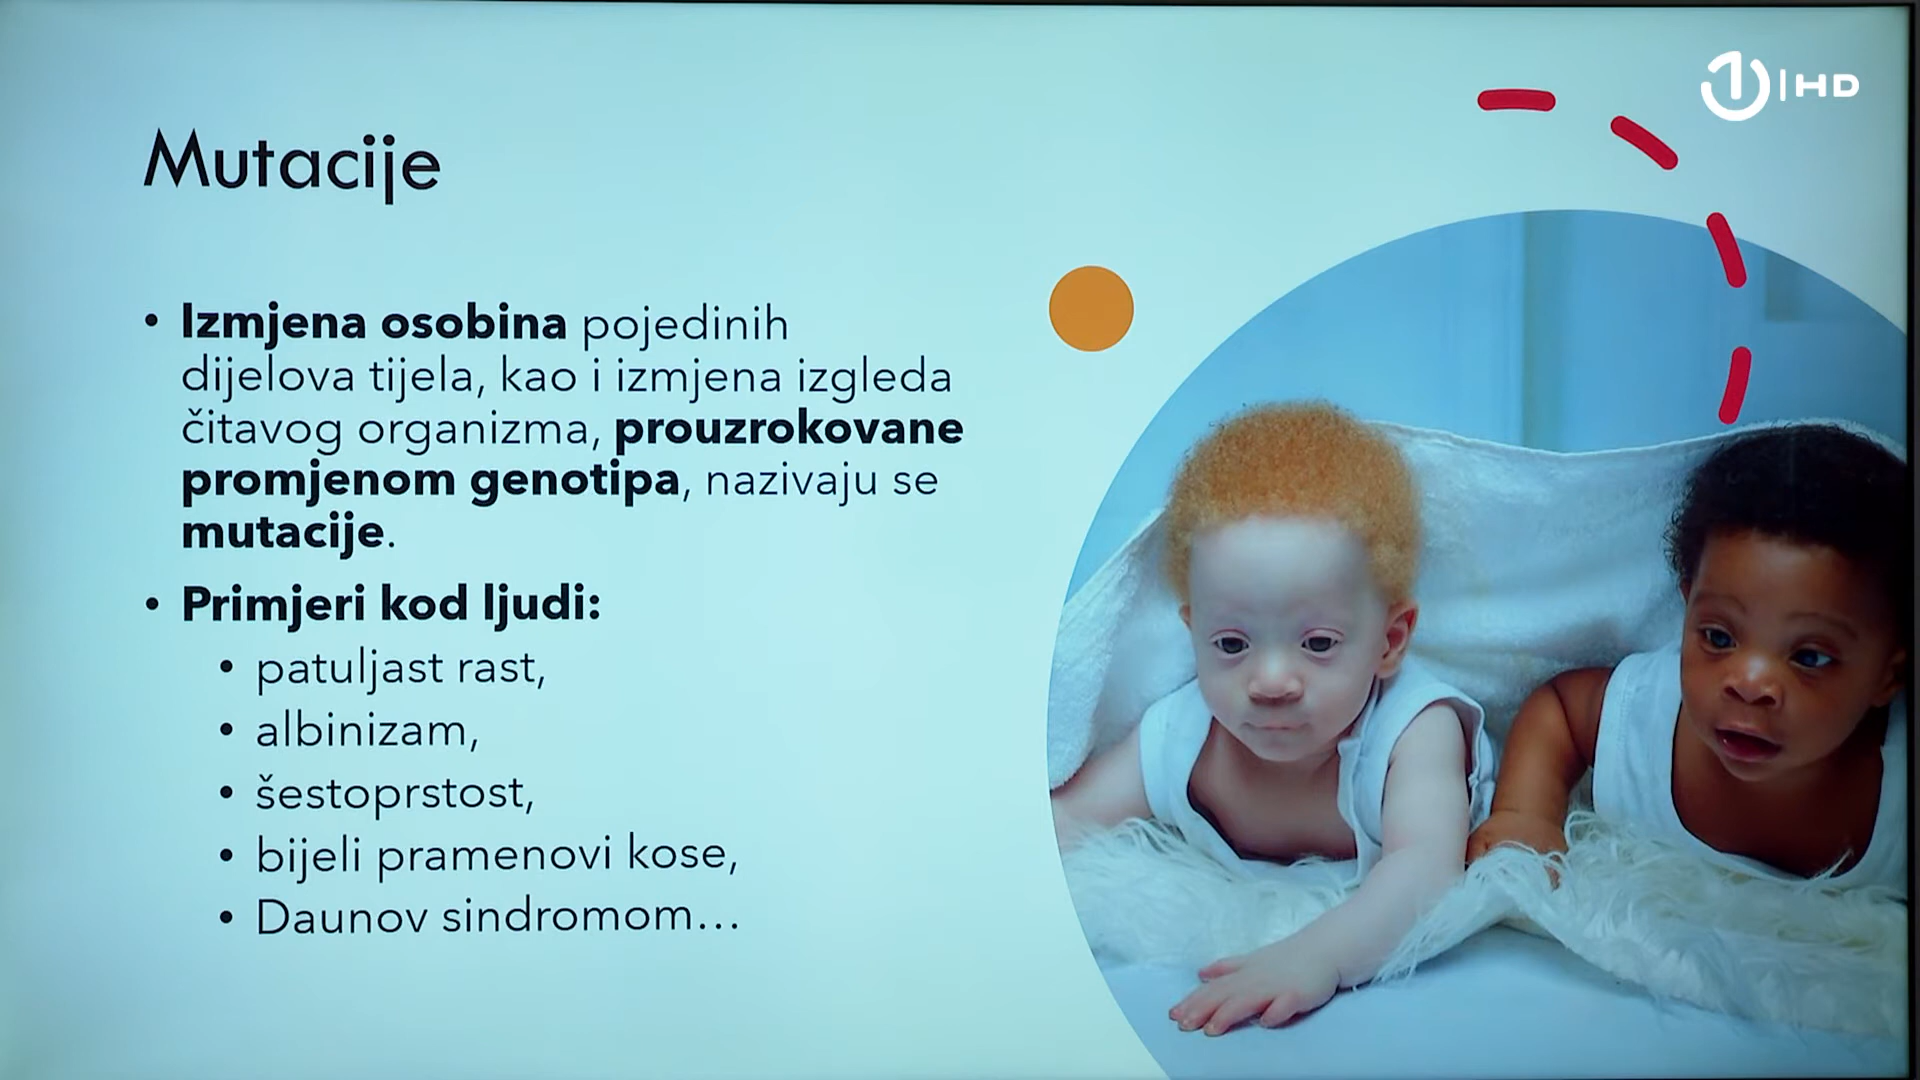 1 | HD
Mutacije
• Izmjena osobina pojedinih
dijelova tijela, kao i izmjena izgleda
čitavog organizma, prouzrokovane
promjenom genotipa, nazivaju se
mutacije.
• Primjeri kod ljudi:
• patuljast rast,
• albinizam,
• šestoprstost,
• bijeli pramenovi kose,
• Daunov sindromom...